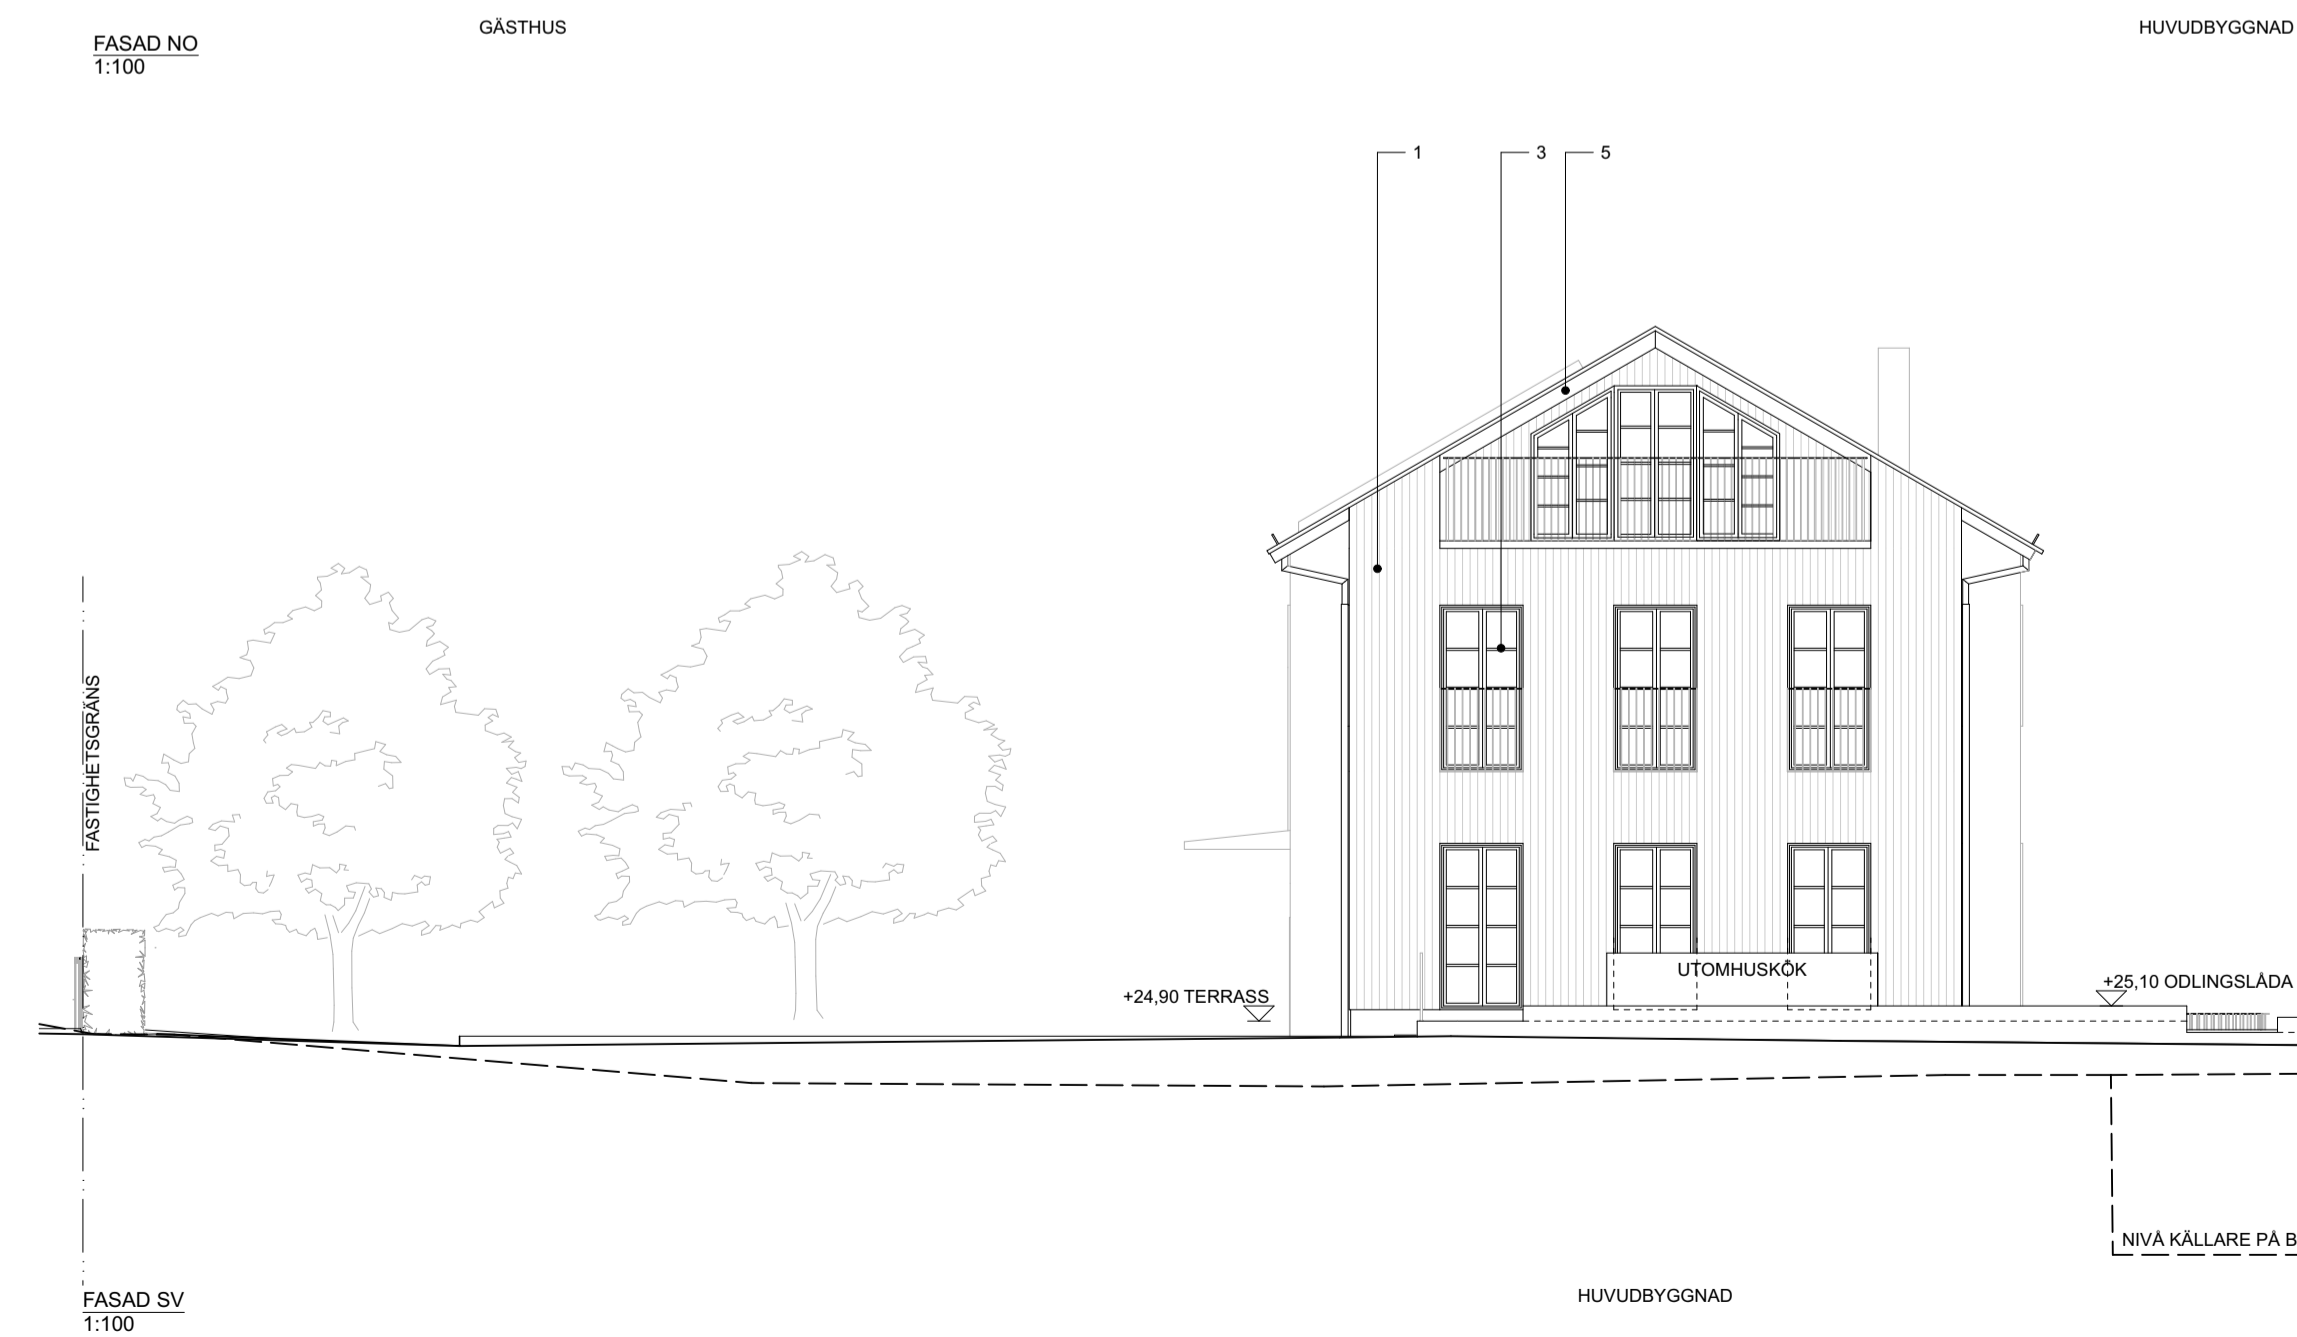 GÄSTHUS
HUVUDBYGGNAD
FASAD NO
1:100
1
3
5
FASTIGHETSGRÄNS
UTOMHUSKÖK
+24,90 TERRASS
+25,10 ODLINGSLÅDA
NIVÅ KÄLLARE PÅ B
FASAD SV
1:100
HUVUDBYGGNAD